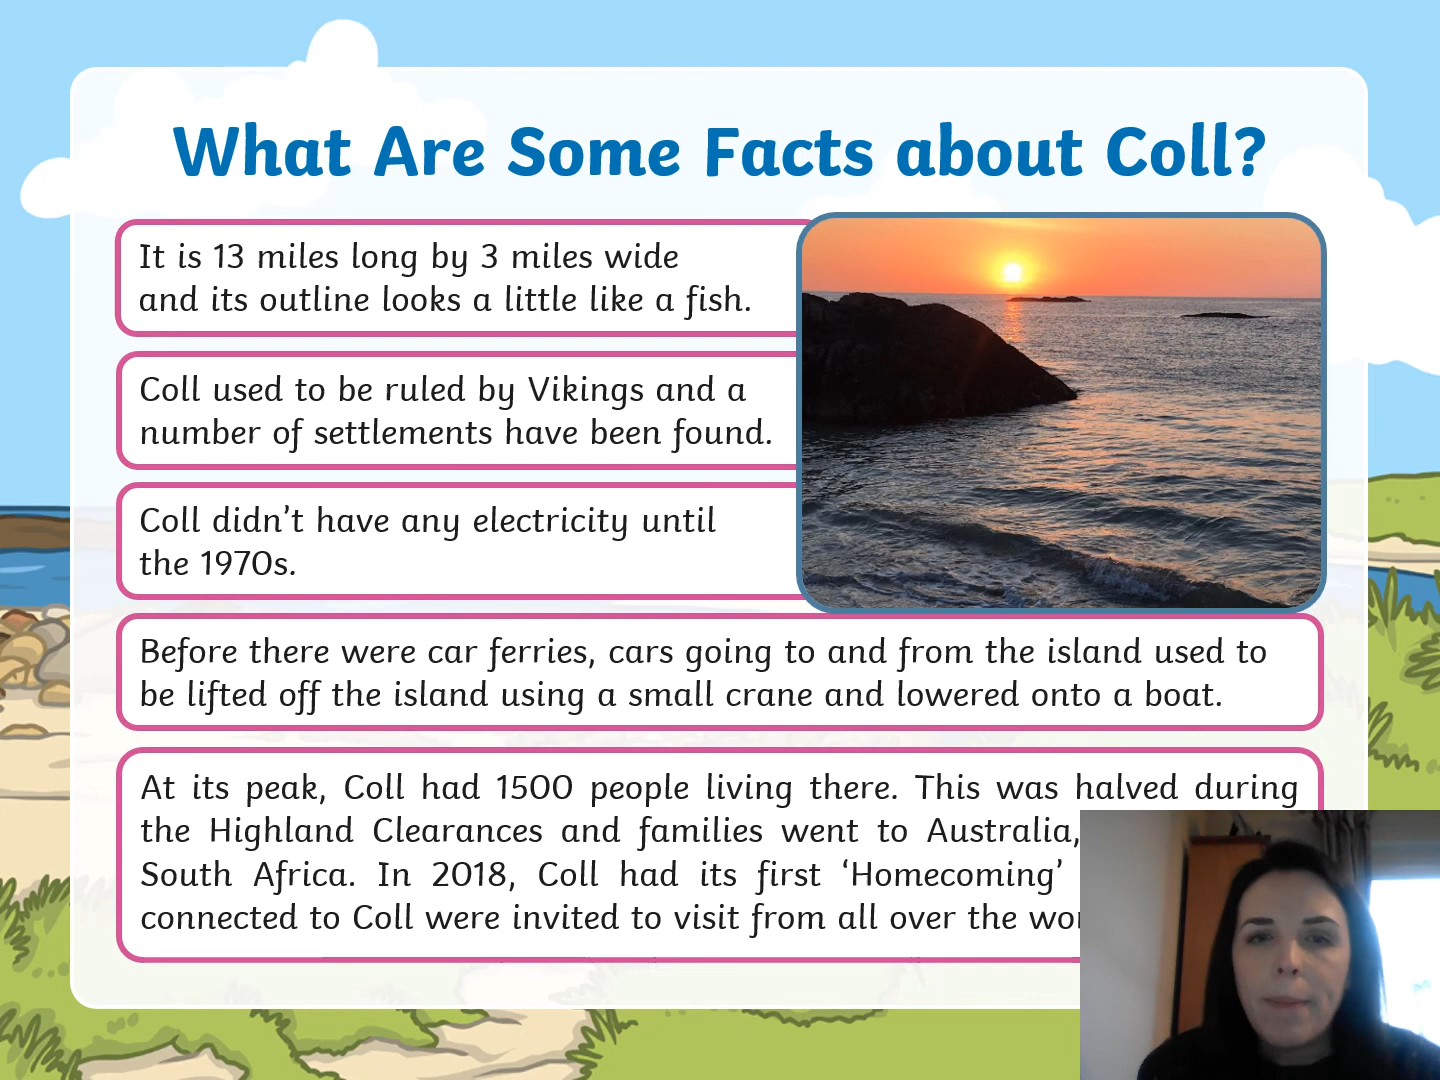 What Are Some Facts about Coll?
It is 13 miles long by 3 miles wide
and its outline looks a little like a fish.
Coll used to be ruled by Vikings and a
number of settlements have been found.
Coll didn’t have any electricity until
the 1970s.
Before there were car ferries, cars going to and from the island used to
be lifted off the island using a small crane and lowered onto a boat.
At its peak, Coll had 1500 people living there. This was halved during
the Highland Clearances and families went to Australia,
South Africa. In 2018, Coll had its first ‘Homecoming’
connected to Coll were invited to visit from all over the